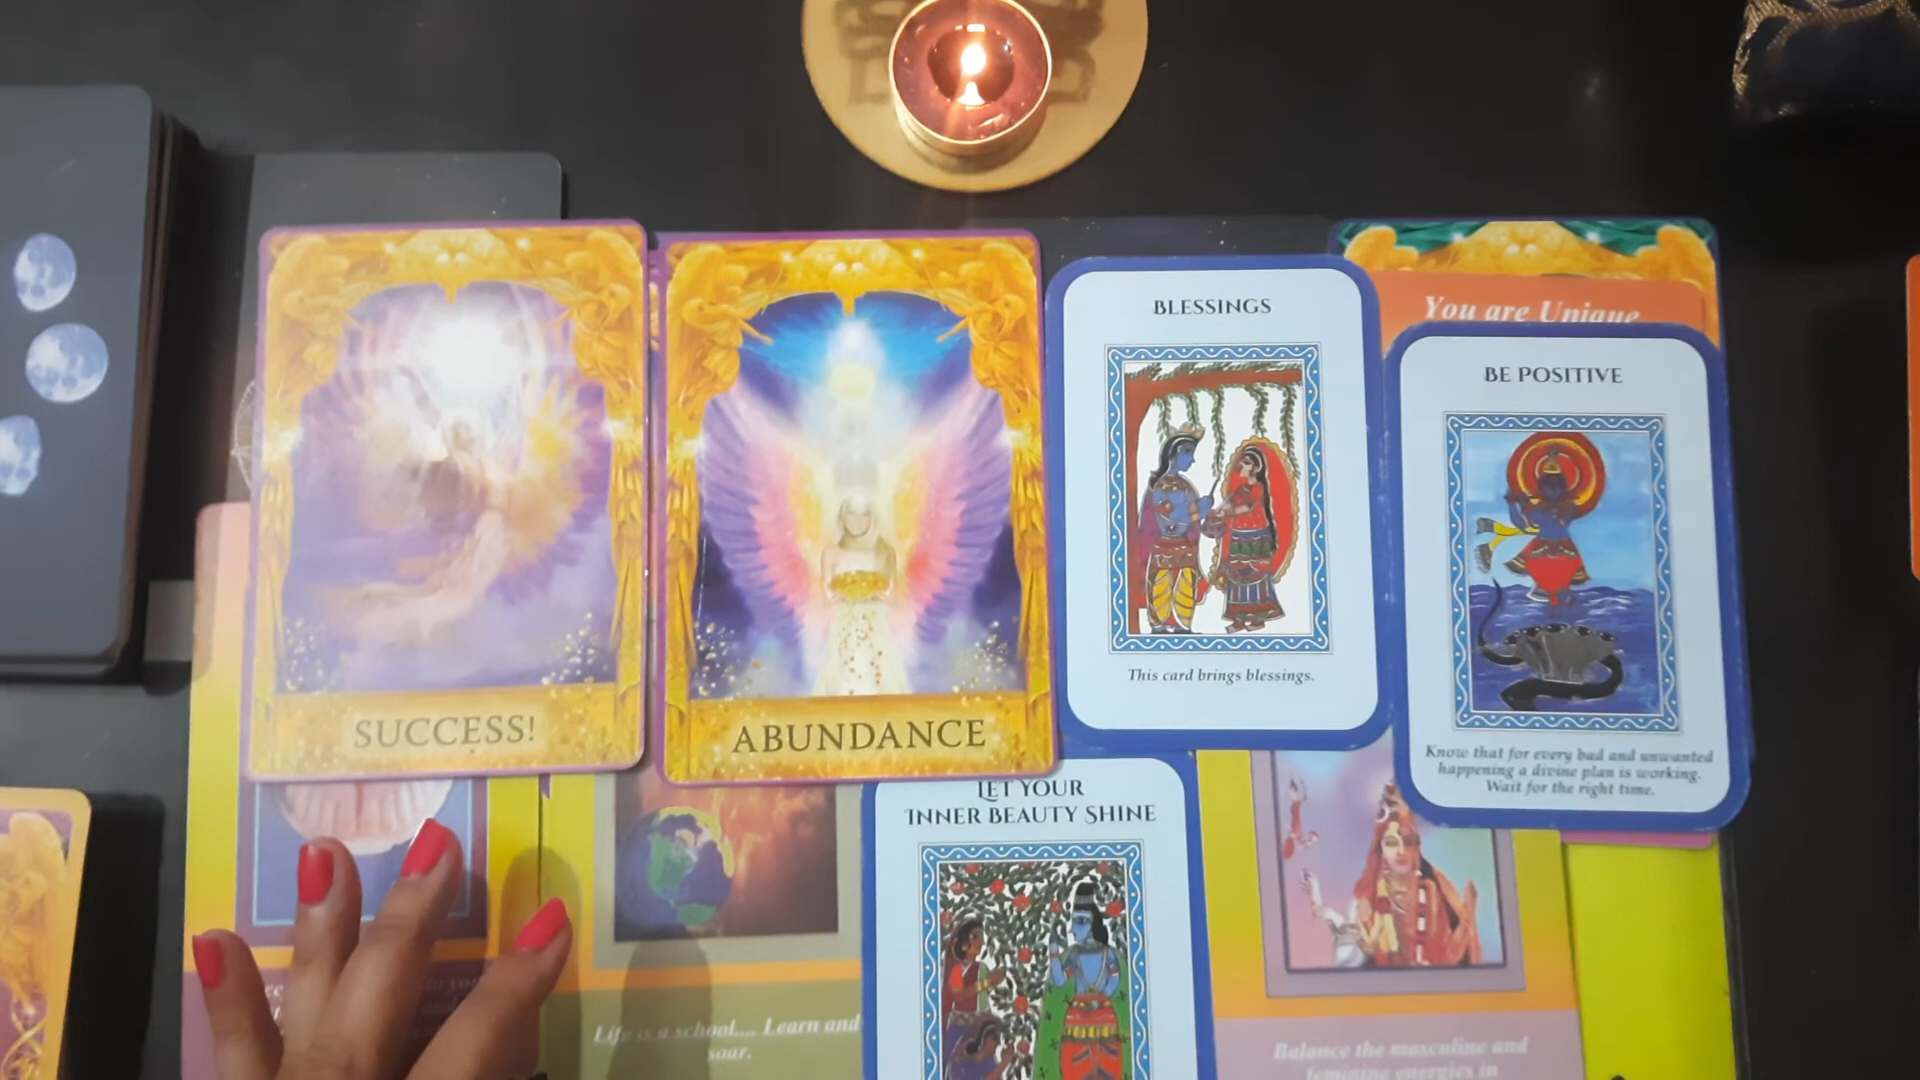 SUCCESS!
ABUNDANCE
BLESSINGS
This card brings blessings.
You are Unique
BE POSITIVE
Know that for every bad and unwanted
happening a divine plan is working.
Wait for the right time.
LET YOUR
INNER BEAUTY SHINE
Life is a school.... Learn and
soar.
Balance the masculine and
feminine energies in